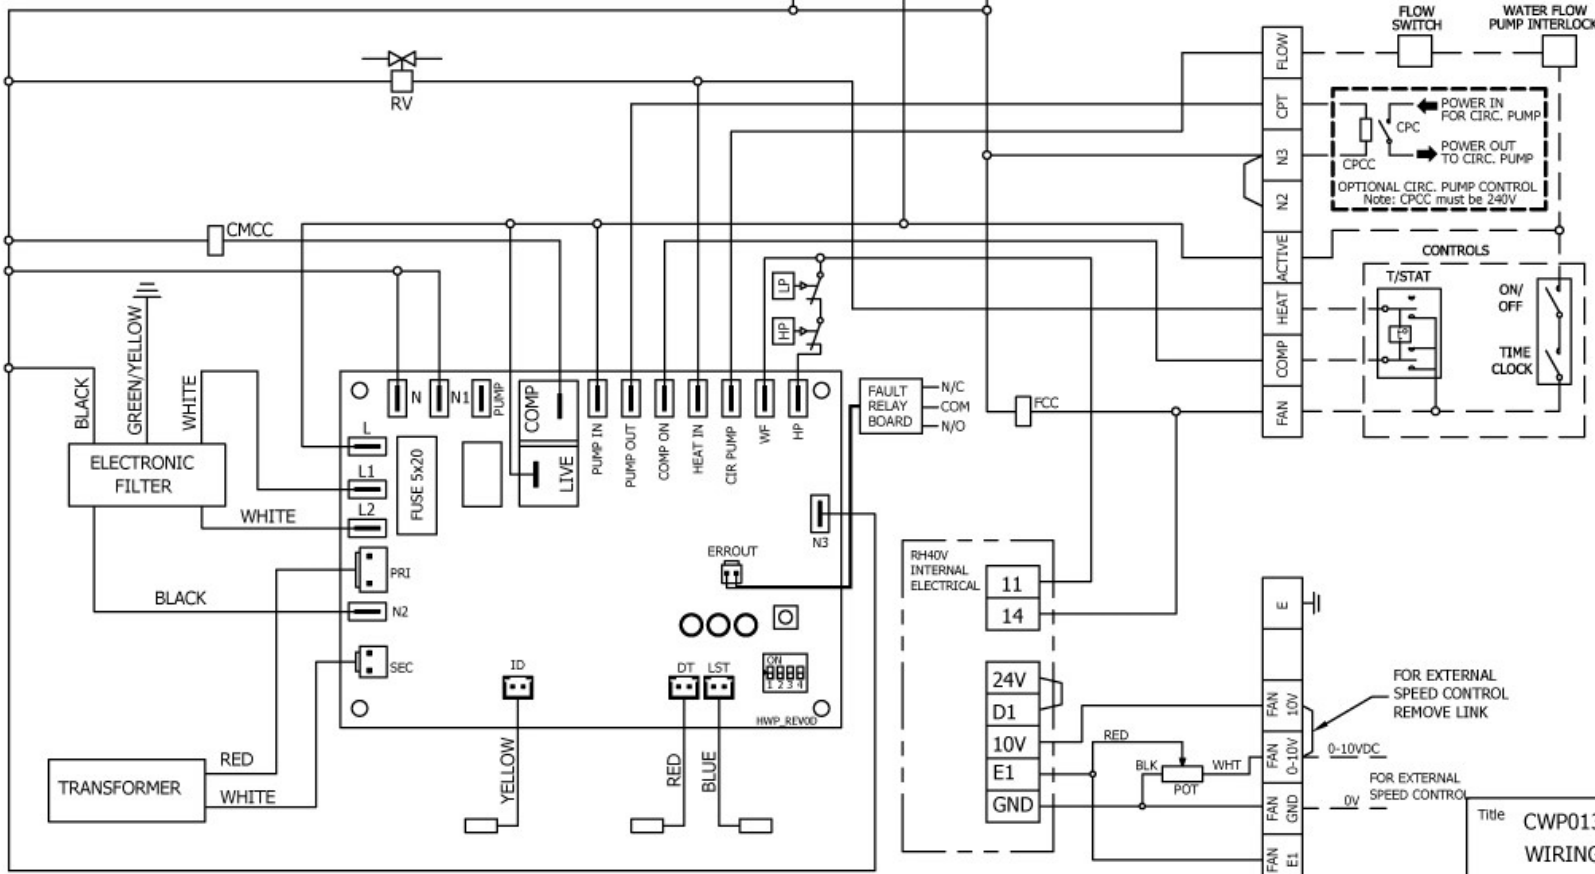 FLOW
SWITCH
WATER FLOW
PUMP INTERLOCK
RV
FLOW
CPT
N3
N2
ACTIVE
HEAT
COMP
FAN
POWER IN
FOR CIRC. PUMP
CPC
POWER OUT
TO CIRC. PUMP
CPCC
OPTIONAL CIRC. PUMP CONTROL
Note: CPCC must be 240V
CMCC
CONTROLS
T/STAT
ON/
OFF
TIME
CLOCK
LP
HP
BLACK
GREEN/YELLOW
WHITE
ELECTRONIC
FILTER
WHITE
BLACK
N
N1
PUMP
COMP
LIVE
PUMP IN
PUMP OUT
COMP ON
HEAT IN
CIR PUMP
WF
HP
L
L1
L2
FUSE 5x20
PRI
N2
SEC
N3
ERROUT
ID
DT
LST
ON
1 2 3 4
HWP_REV0D
FAULT
RELAY
BOARD
N/C
COM
N/O
FCC
RH40V
INTERNAL
ELECTRICAL
11
14
24V
D1
10V
E1
GND
RED
BLK
WHT
POT
E
FAN
10V
FAN
0-10V
FAN
GND
FAN
E1
FOR EXTERNAL
SPEED CONTROL
REMOVE LINK
0-10VDC
FOR EXTERNAL
SPEED CONTROL
0V
TRANSFORMER
RED
WHITE
YELLOW
RED
BLUE
Title
CWP013
WIRING